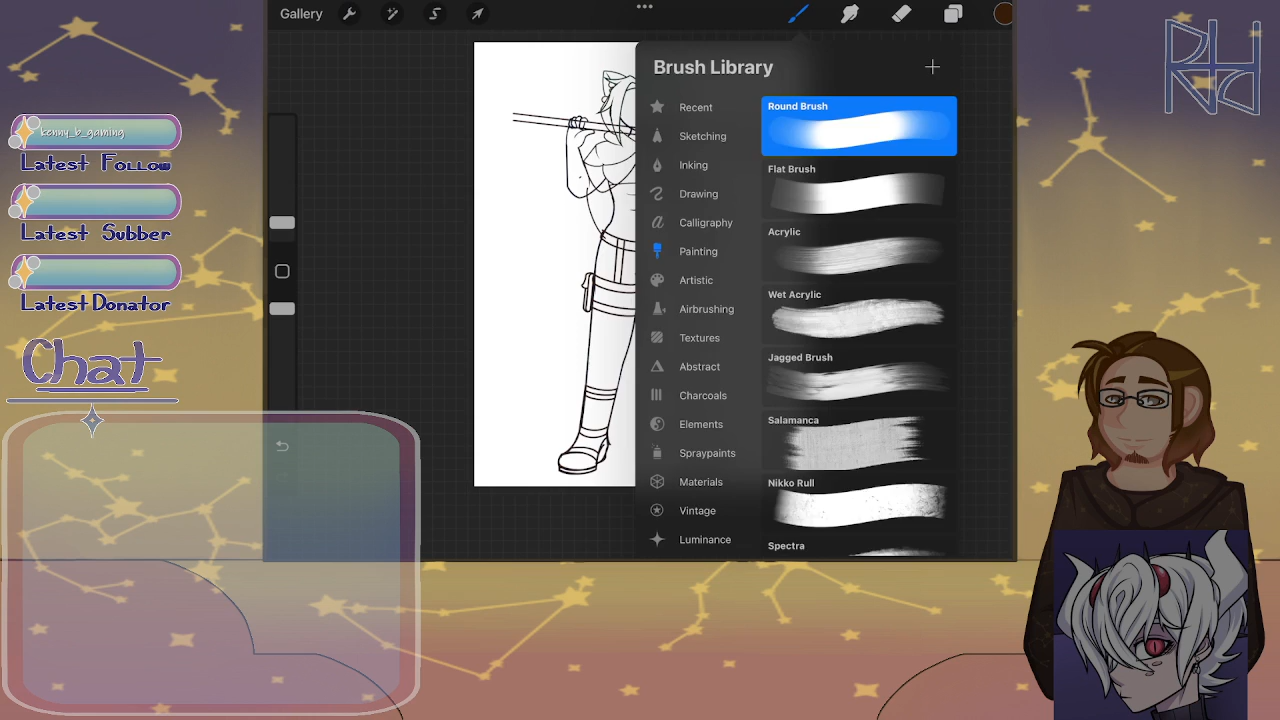 Gallery
Brush Library
Recent
Sketching
Inking
Drawing
Calligraphy
Painting
Artistic
Airbrushing
Textures
Abstract
Charcoals
Elements
Spraypaints
Materials
Vintage
Luminance
Round Brush
Flat Brush
Acrylic
Wet Acrylic
Jagged Brush
Salamanca
Nikko Rull
Spectra
kenny_b_gaming
Latest Follow
Latest Subber
Latest Donator
Chat